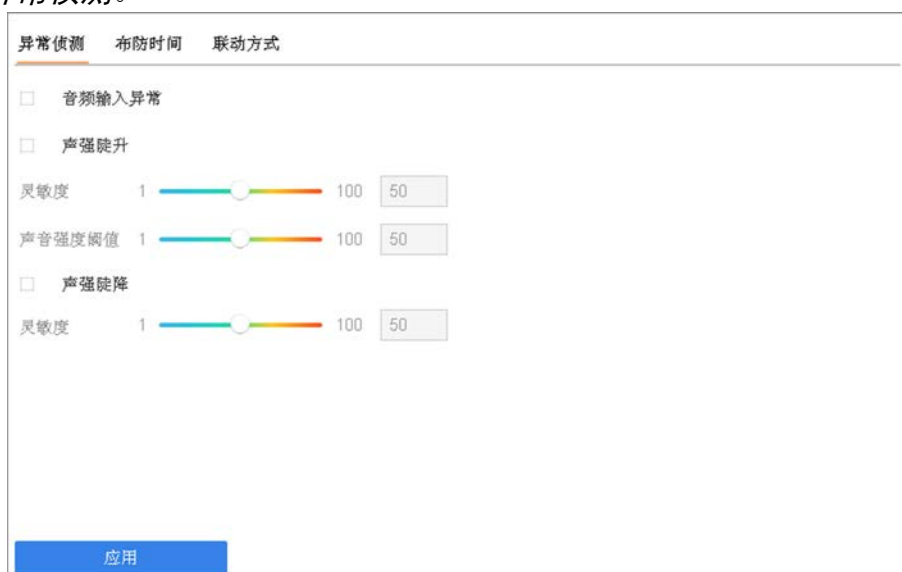 异常侦测 布防时间 联动方式
音频输入异常
声强陡升
灵敏度 1 100 50
声音强度阈值 1 100 50
声强陡降
灵敏度 1 100 50
应用